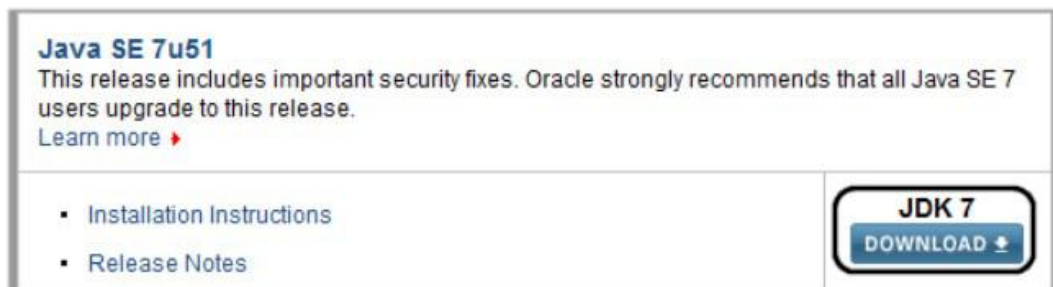 Java SE 7u51
This release includes important security fixes. Oracle strongly recommends that all Java SE 7
users upgrade to this release.
Learn more
Installation Instructions
JDK 7
DOWNLOAD
Release Notes